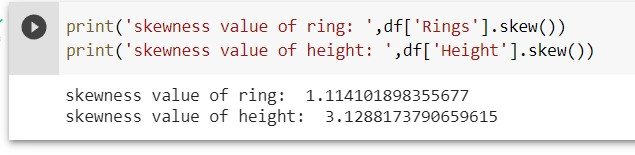 print('skewness value of ring: ',df['Rings'].skew())
print('skewness value of height: ',df['Height'].skew())
skewness value of ring:  1.114101898355677
skewness value of height:  3.1288173790659615